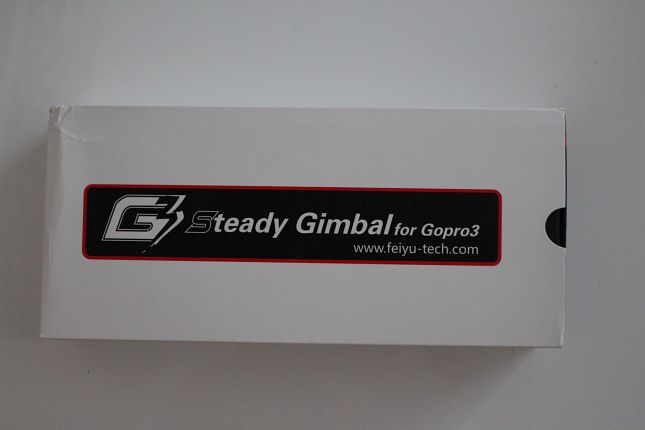 G3 Steady Gimbal for Gopro3
www.feiyu-tech.com